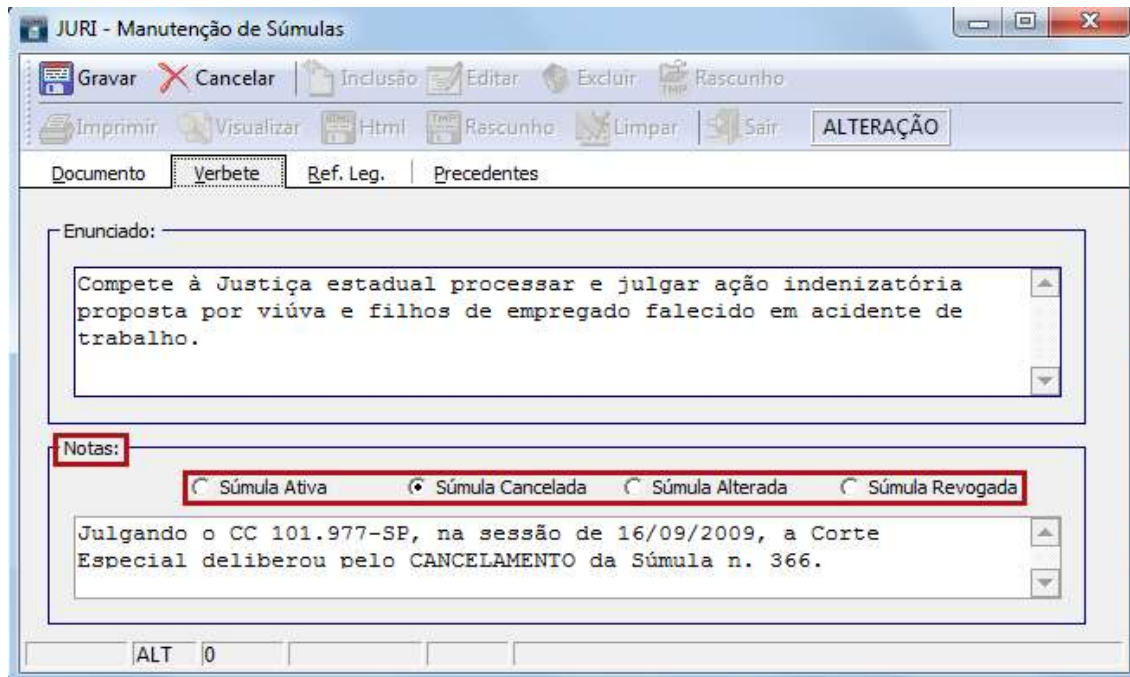 JURI - Manutenção de Súmulas
Gravar Cancelar Inclusão Editar Excluir Rascunho
Imprimir Visualizar Html Rascunho Limpar Sair ALTERAÇÃO
Documento Verbete Ref. Leg. Precedentes
Enunciado:
Compete à Justiça estadual processar e julgar ação indenizatória
proposta por viúva e filhos de empregado falecido em acidente de
trabalho.
Notas:
Súmula Ativa Súmula Cancelada Súmula Alterada Súmula Revogada
Julgando o CC 101.977-SP, na sessão de 16/09/2009, a Corte
Especial deliberou pelo CANCELAMENTO da Súmula n. 366.
ALT 0